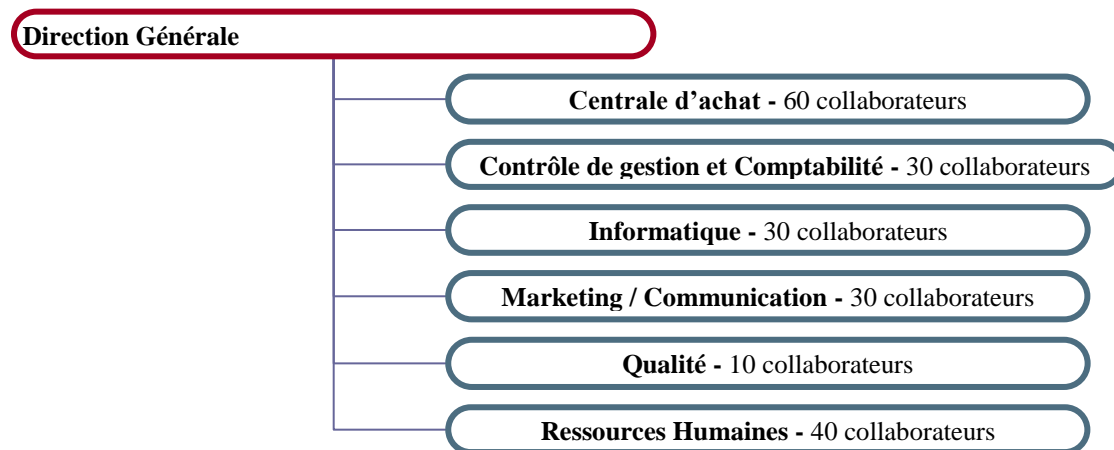 Direction Générale
Centrale d’achat - 60 collaborateurs
Contrôle de gestion et Comptabilité - 30 collaborateurs
Informatique - 30 collaborateurs
Marketing / Communication - 30 collaborateurs
Qualité - 10 collaborateurs
Ressources Humaines - 40 collaborateurs